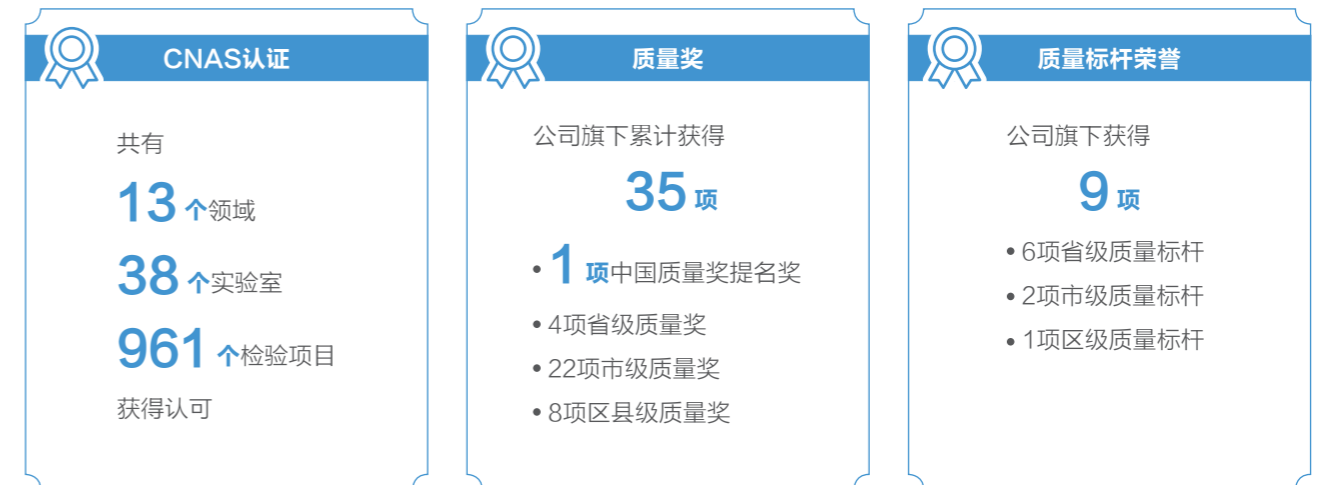 CNAS认证
共有
13 个领域
38 个实验室
961 个检验项目
获得认可
质量奖
公司旗下累计获得
35 项
• 1 项中国质量奖提名奖
• 4项省级质量奖
• 22项市级质量奖
• 8项区县级质量奖
质量标杆荣誉
公司旗下获得
9 项
• 6项省级质量标杆
• 2项市级质量标杆
• 1项区级质量标杆